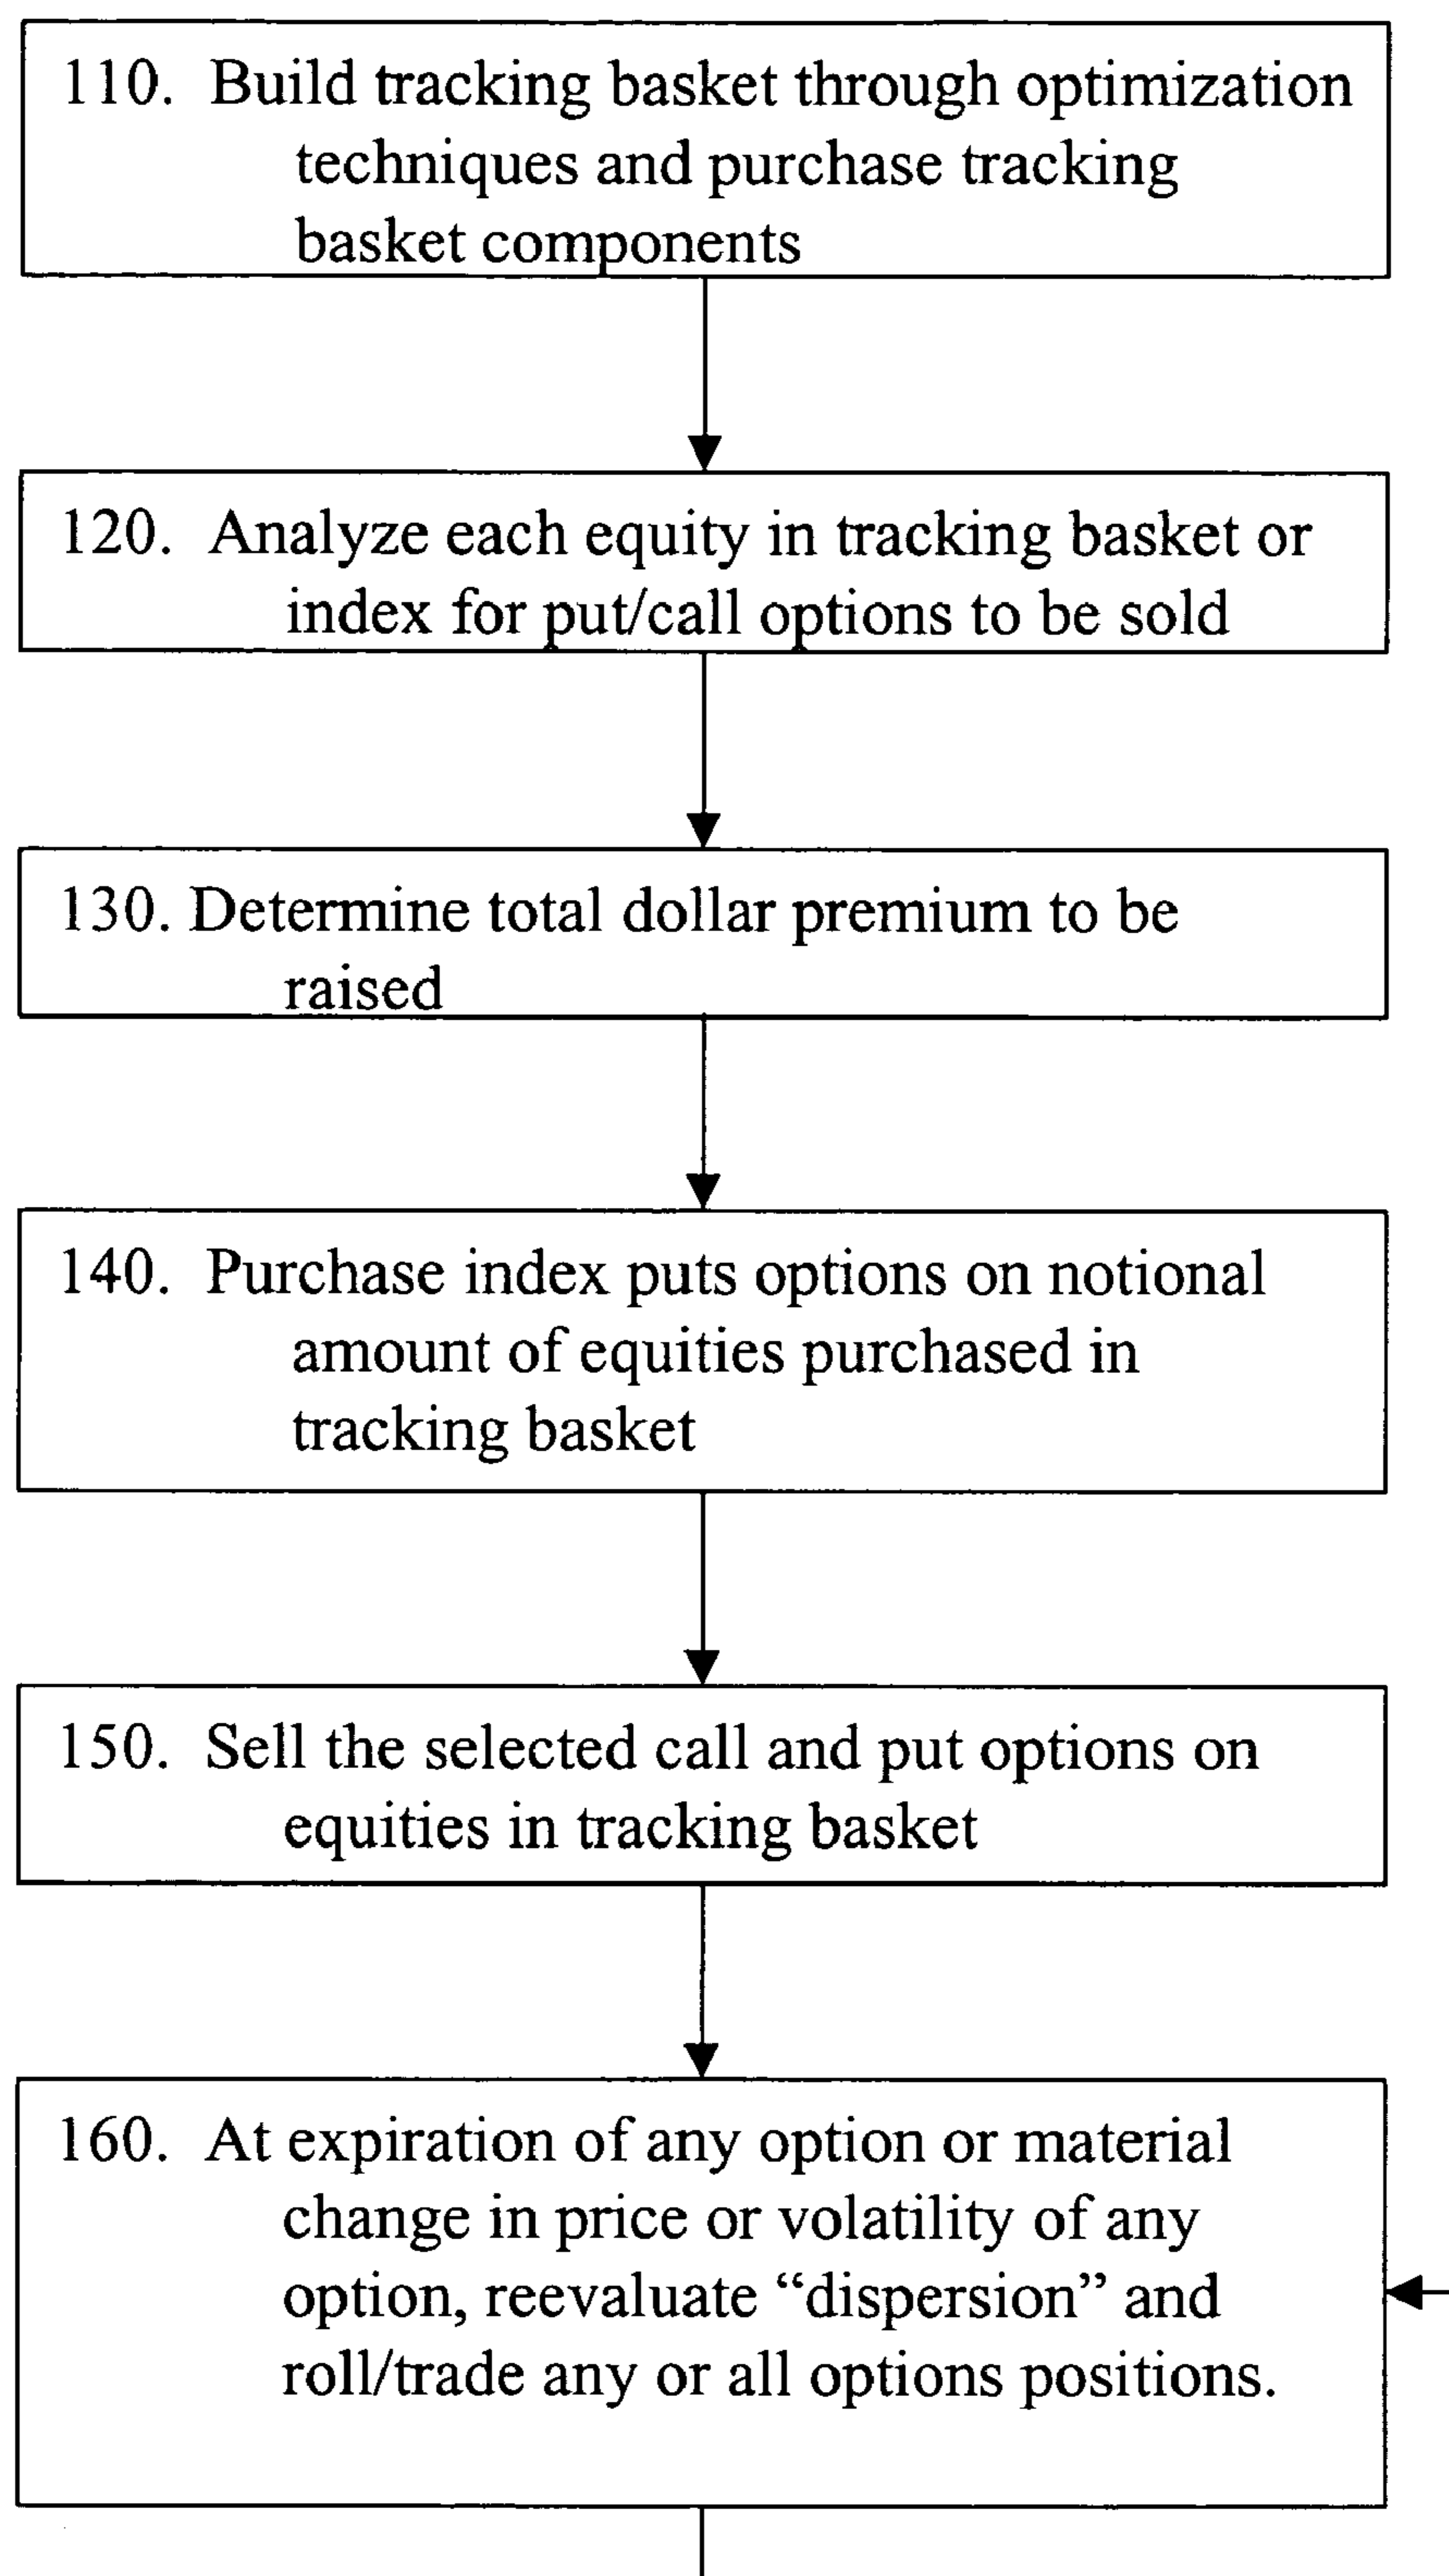 110. Build tracking basket through optimization
techniques and purchase tracking
basket components
120. Analyze each equity in tracking basket or
index for put/call options to be sold
130. Determine total dollar premium to be
raised
140. Purchase index puts options on notional
amount of equities purchased in
tracking basket
150. Sell the selected call and put options on
equities in tracking basket
160. At expiration of any option or material
change in price or volatility of any
option, reevaluate “dispersion” and
roll/trade any or all options positions.